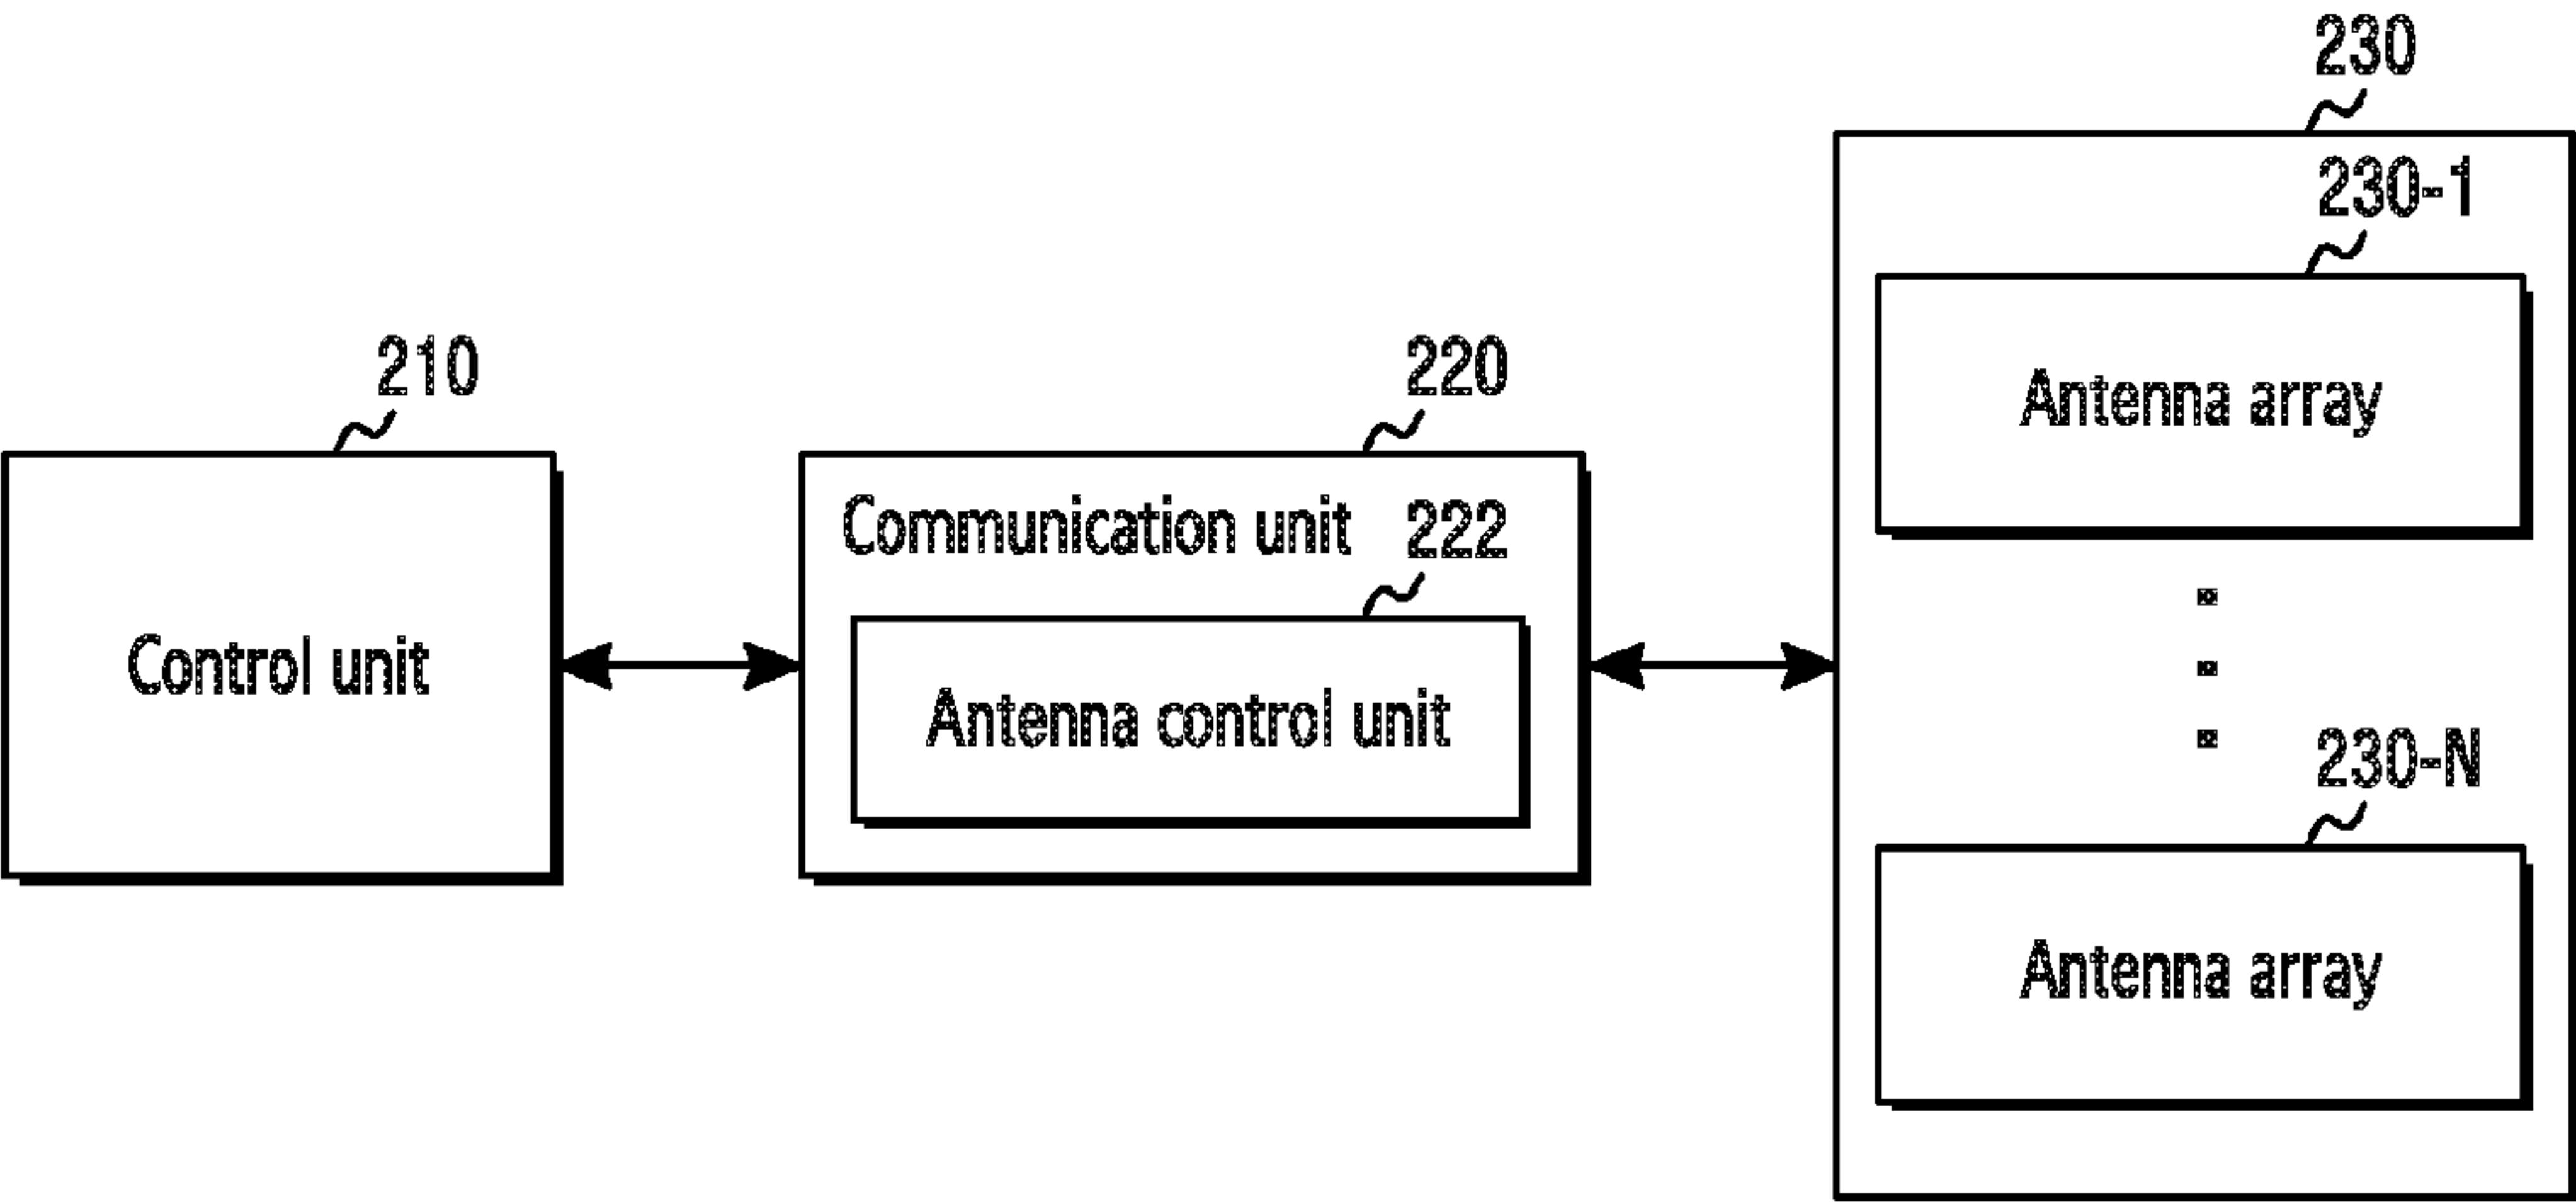 230
230-1
Antenna array
210
Control unit
220
Communication unit
222
Antenna control unit
230-N
Antenna array